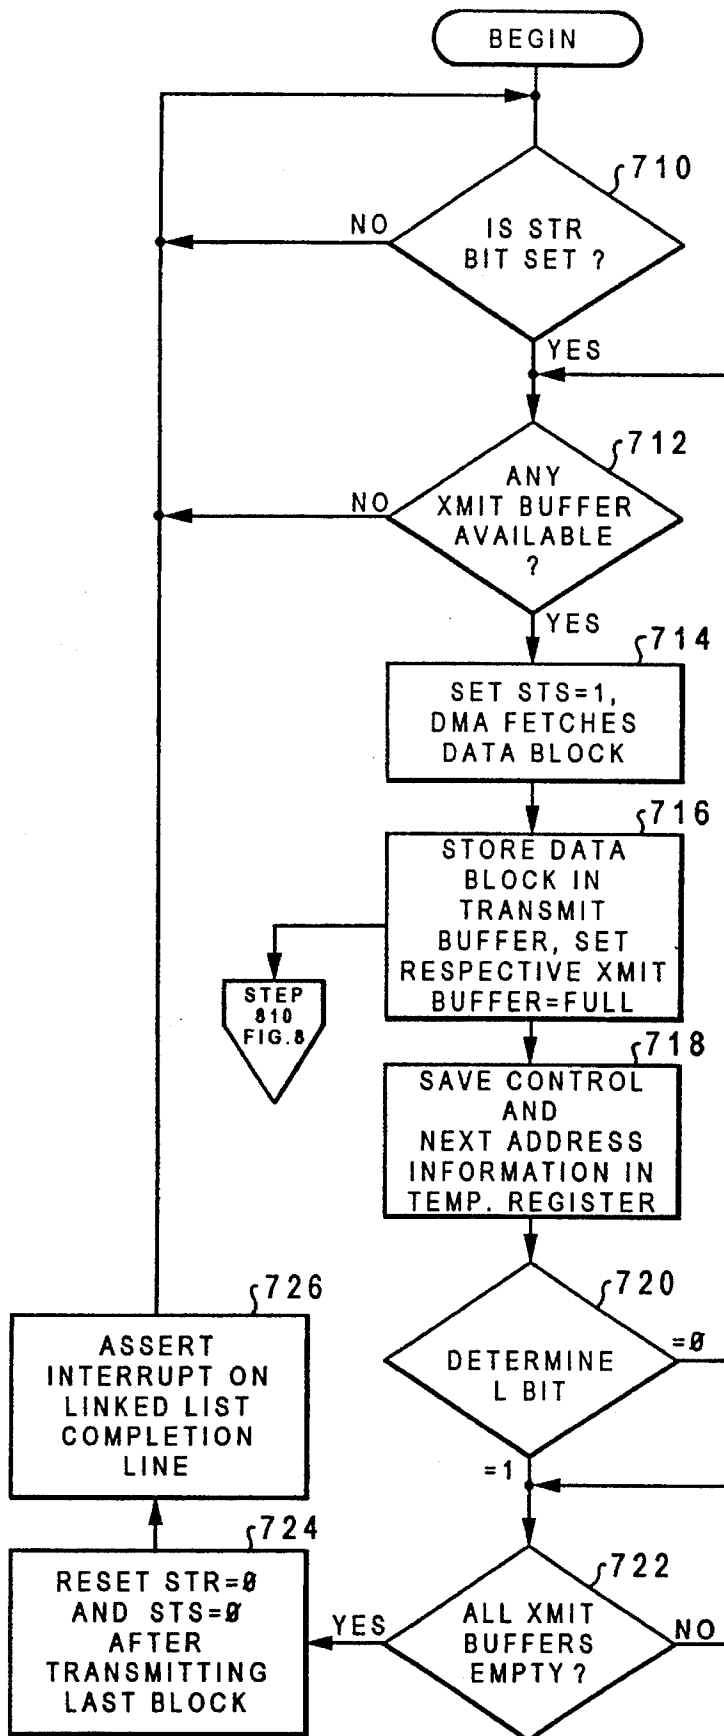 BEGIN
710
IS STR
BIT SET ?
NO
YES
712
ANY
XMIT BUFFER
AVAILABLE
?
NO
YES
714
SET STS=1,
DMA FETCHES
DATA BLOCK
716
STORE DATA
BLOCK IN
TRANSMIT
BUFFER, SET
RESPECTIVE XMIT
BUFFER=FULL
STEP
810
FIG.8
718
SAVE CONTROL
AND
NEXT ADDRESS
INFORMATION IN
TEMP. REGISTER
720
DETERMINE
L BIT
=0
=1
726
ASSERT
INTERRUPT ON
LINKED LIST
COMPLETION
LINE
724
RESET STR=0
AND STS=0
AFTER
TRANSMITTING
LAST BLOCK
722
ALL XMIT
BUFFERS
EMPTY ?
YES
NO